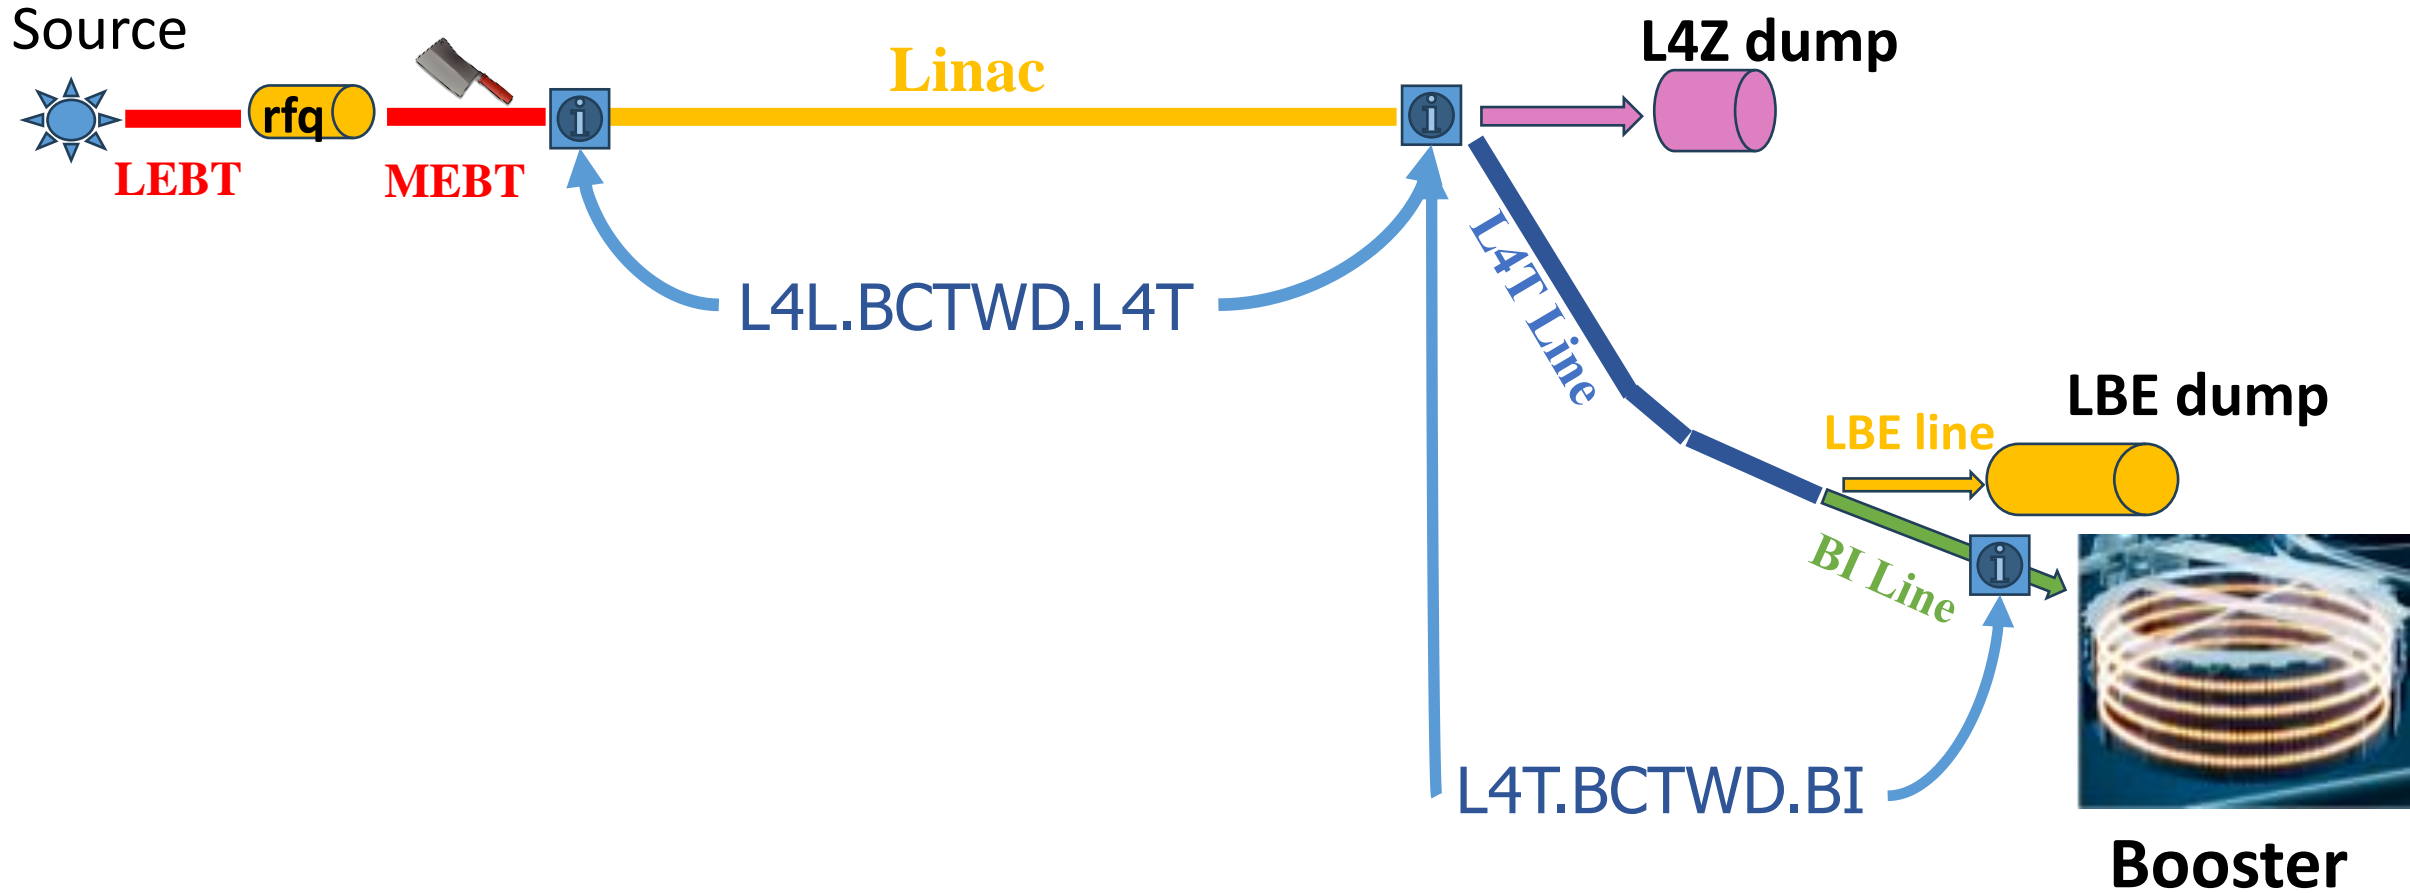 Source
L4Z dump
Linac
rfq
LEBT
MEBT
L4L.BCTWD.L4T
L4T Line
LBE dump
LBE line
BI Line
L4T.BCTWD.BI
Booster